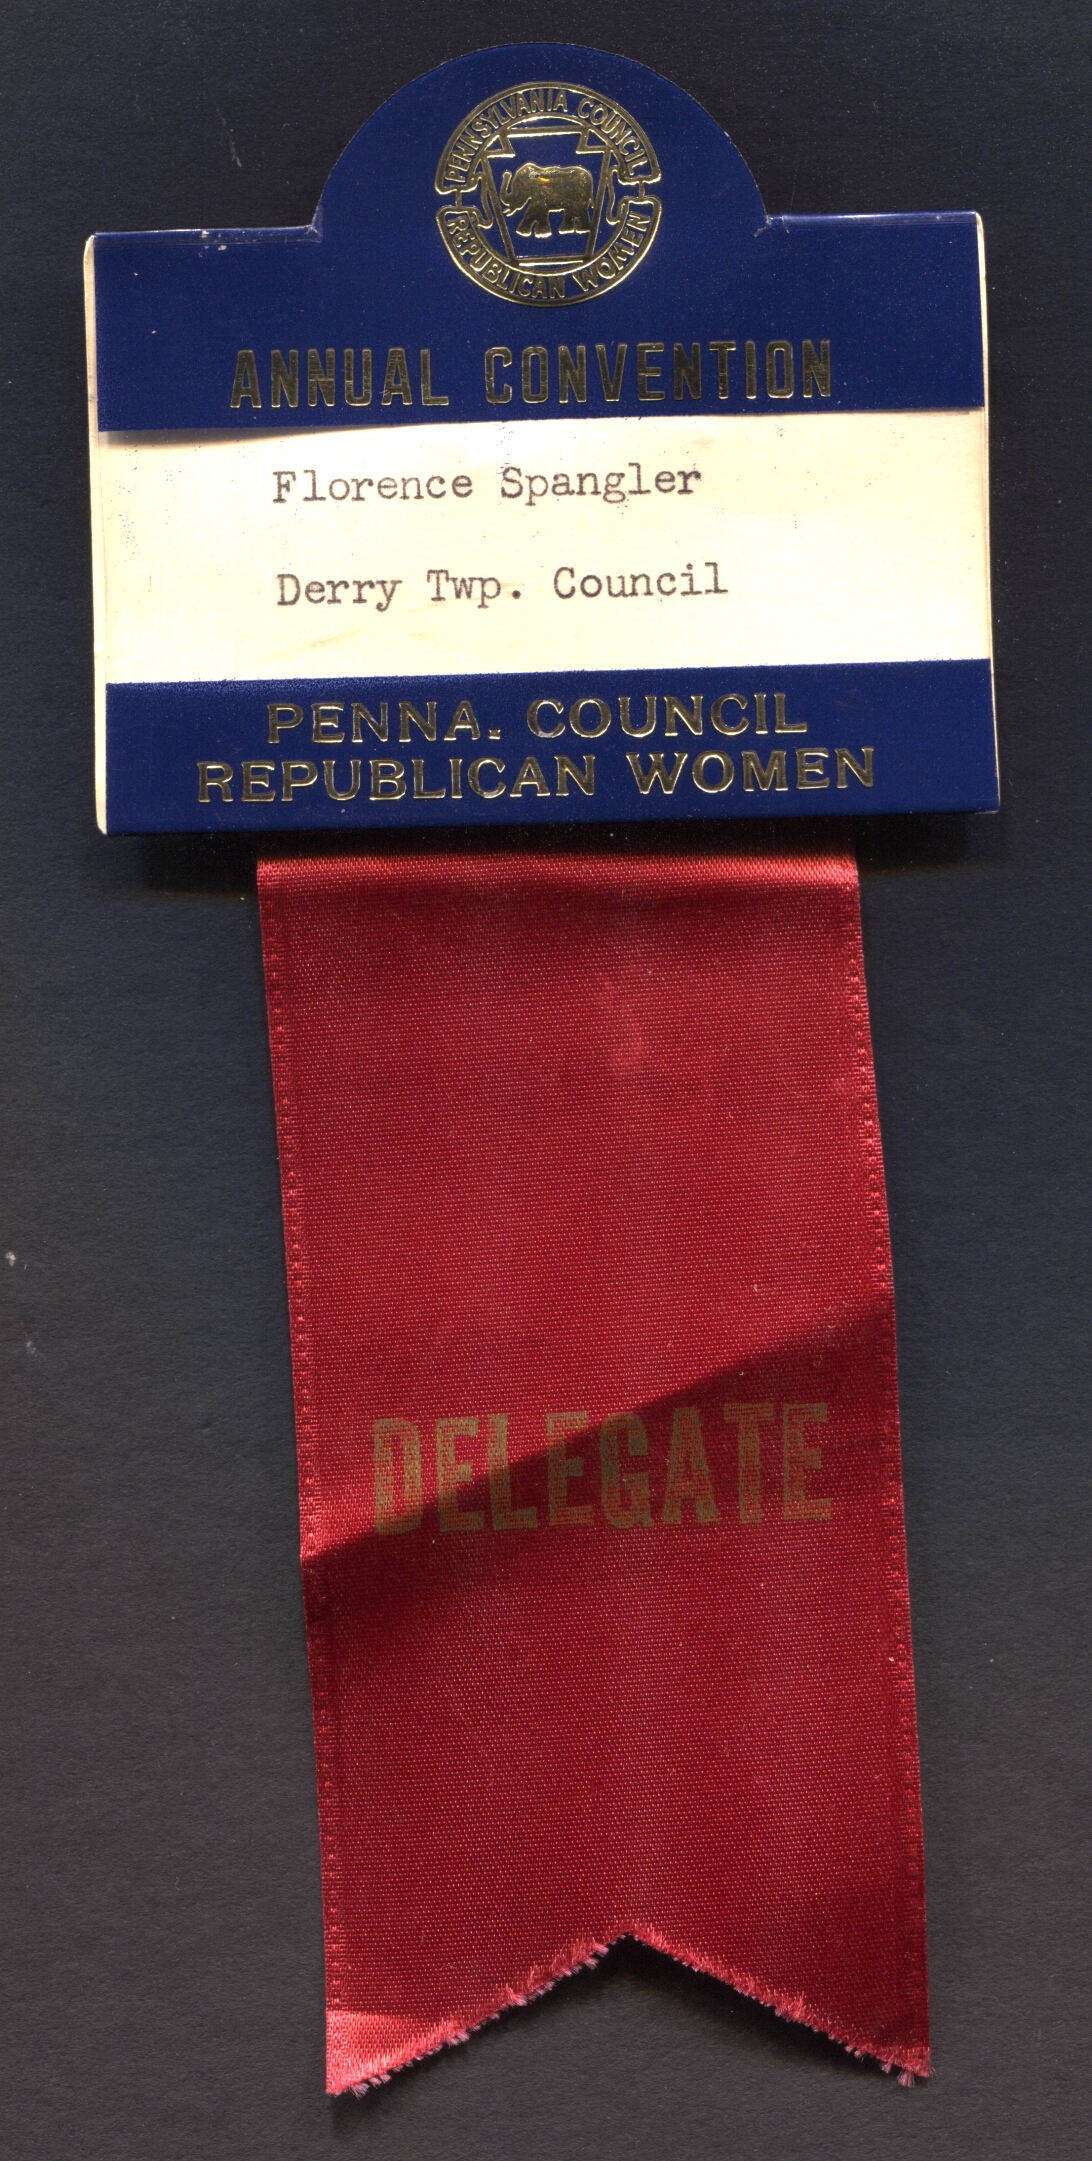 PENNSYLVANIA COUNCIL
REPUBLICAN WOMEN
ANNUAL CONVENTION
Florence Spangler
Derry Twp. Council
PENNA. COUNCIL
REPUBLICAN WOMEN
DELEGATE